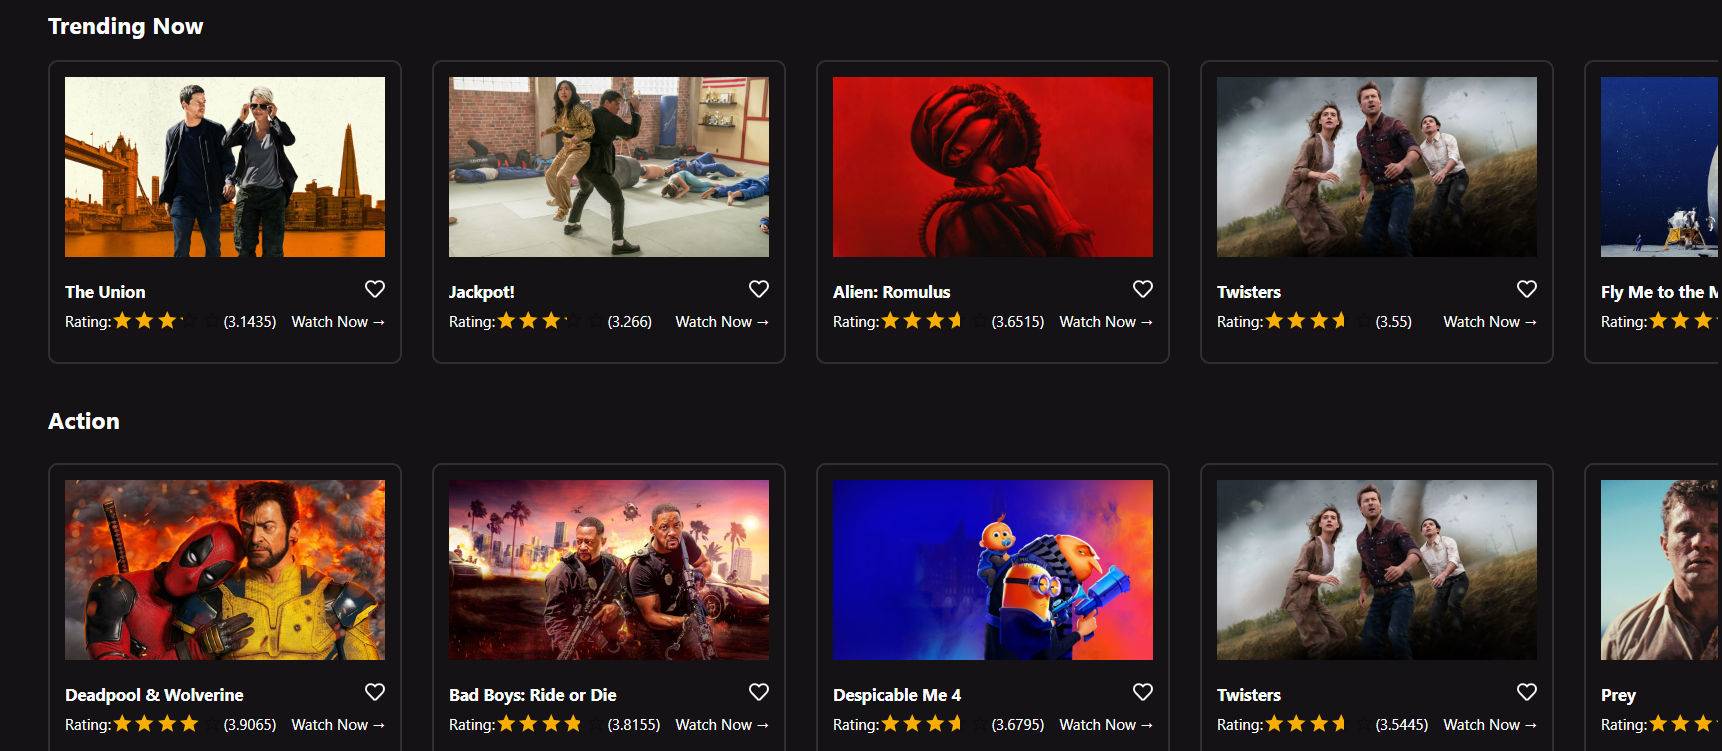 Trending Now
The Union
Rating: (3.1435) Watch Now →
Jackpot!
Rating: (3.266) Watch Now →
Alien: Romulus
Rating: (3.6515) Watch Now →
Twisters
Rating: (3.55) Watch Now →
Fly Me to the
Rating:
Action
Deadpool & Wolverine
Rating: (3.9065) Watch Now →
Bad Boys: Ride or Die
Rating: (3.8155) Watch Now →
Despicable Me 4
Rating: (3.6795) Watch Now →
Twisters
Rating: (3.5445) Watch Now →
Prey
Rating: